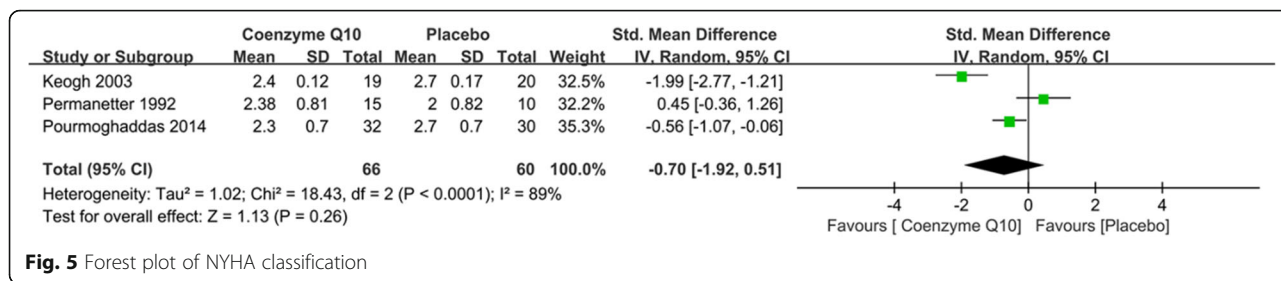 Coenzyme Q10 Placebo Std. Mean Difference Std. Mean Difference
Study or Subgroup Mean SD Total Mean SD Total Weight IV, Random, 95% CI IV, Random, 95% CI
Keogh 2003 2.4 0.12 19 2.7 0.17 20 32.5% -1.99 [-2.77, -1.21]
Permanetter 1992 2.38 0.81 15 2 0.82 10 32.2% 0.45 [-0.36, 1.26]
Pourmoghaddas 2014 2.3 0.7 32 2.7 0.7 30 35.3% -0.56 [-1.07, -0.06]
Total (95% CI) 66 60 100.0% -0.70 [-1.92, 0.51]
Heterogeneity: Tau² = 1.02; Chi² = 18.43, df = 2 (P < 0.0001); I² = 89%
Test for overall effect: Z = 1.13 (P = 0.26)
-4 -2 0 2 4
Favours [ Coenzyme Q10] Favours [Placebo]
Fig. 5 Forest plot of NYHA classification